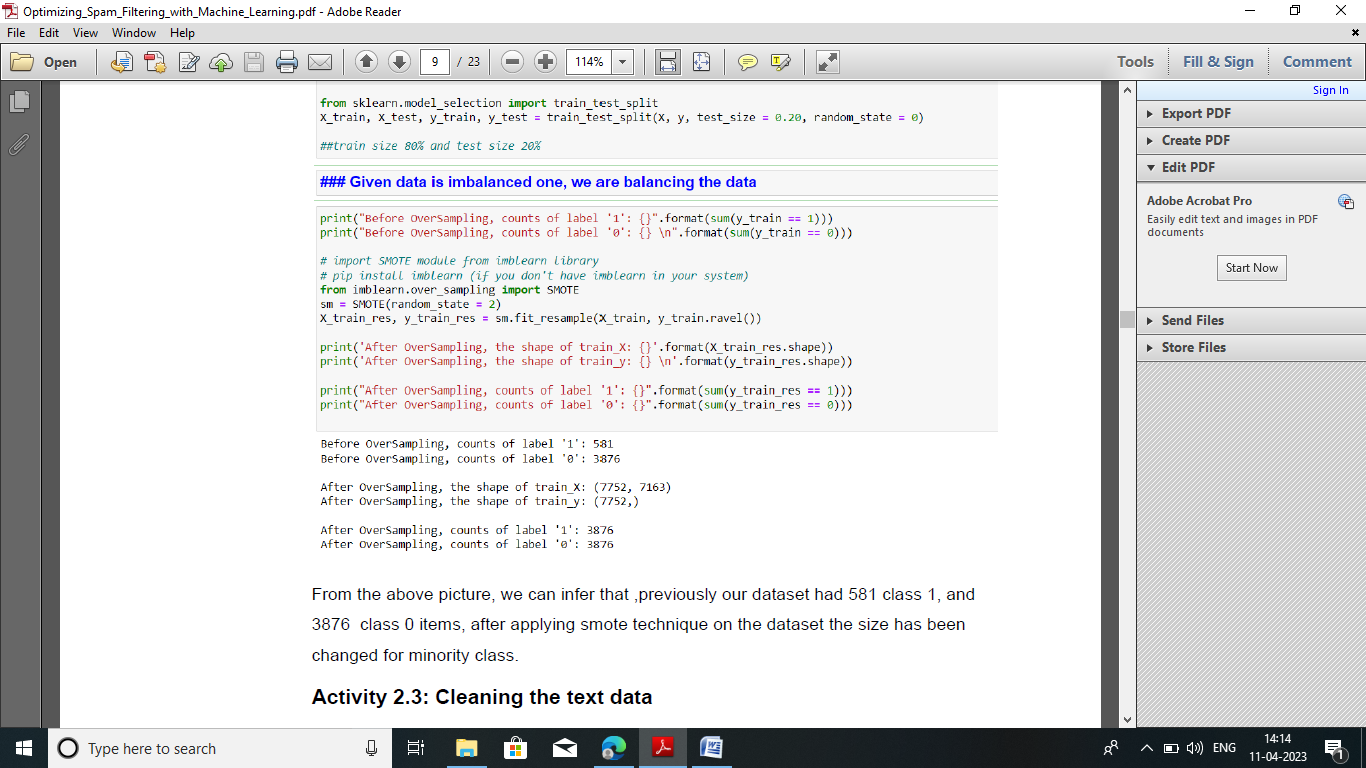 Optimizing_Spam_Filtering_with_Machine_Learning.pdf - Adobe Reader
File Edit View Window Help
Open 9 / 23 114% Tools Fill & Sign Comment
Sign In
Export PDF
Create PDF
Edit PDF
Adobe Acrobat Pro
Easily edit text and images in PDF
documents
Start Now
Send Files
Store Files
from sklearn.model_selection import train_test_split
X_train, X_test, y_train, y_test = train_test_split(X, y, test_size = 0.20, random_state = 0)
##train size 80% and test size 20%
### Given data is imbalanced one, we are balancing the data
print("Before OverSampling, counts of label '1': {}".format(sum(y_train == 1)))
print("Before OverSampling, counts of label '0': {} \n".format(sum(y_train == 0)))
# import SMOTE module from imblearn library
# pip install imblearn (if you don't have imblearn in your system)
from imblearn.over_sampling import SMOTE
sm = SMOTE(random_state = 2)
X_train_res, y_train_res = sm.fit_resample(X_train, y_train.ravel())
print('After OverSampling, the shape of train_X: {}'.format(X_train_res.shape))
print('After OverSampling, the shape of train_y: {} \n'.format(y_train_res.shape))
print("After OverSampling, counts of label '1': {}".format(sum(y_train_res == 1)))
print("After OverSampling, counts of label '0': {}".format(sum(y_train_res == 0)))
Before OverSampling, counts of label '1': 581
Before OverSampling, counts of label '0': 3876
After OverSampling, the shape of train_X: (7752, 7163)
After OverSampling, the shape of train_y: (7752,)
After OverSampling, counts of label '1': 3876
After OverSampling, counts of label '0': 3876
From the above picture, we can infer that ,previously our dataset had 581 class 1, and
3876 class 0 items, after applying smote technique on the dataset the size has been
changed for minority class.
Activity 2.3: Cleaning the text data
Type here to search
ENG
14:14
11-04-2023
1